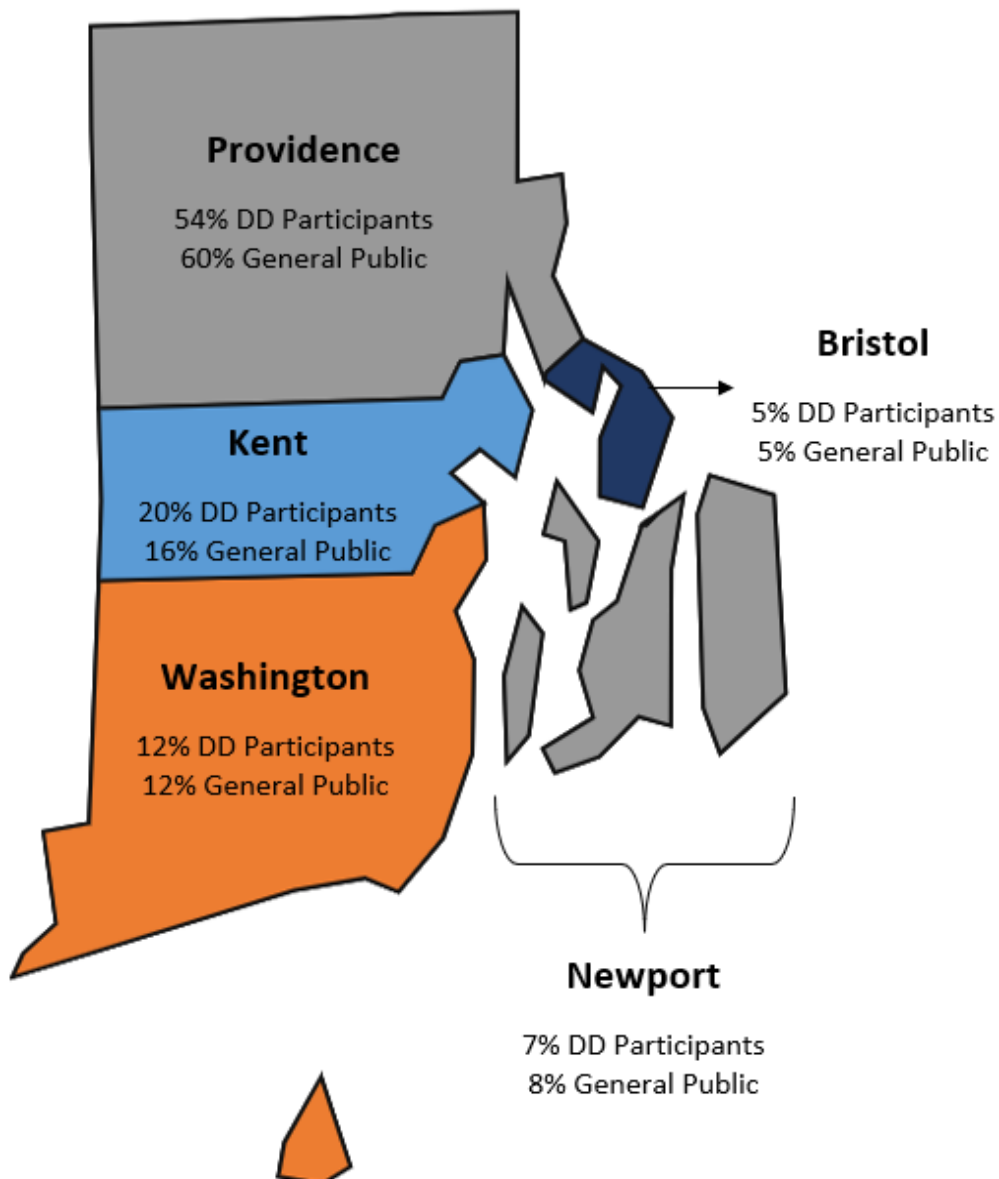 Providence
54% DD Participants
60% General Public
Bristol
5% DD Participants
5% General Public
Kent
20% DD Participants
16% General Public
Washington
12% DD Participants
12% General Public
Newport
7% DD Participants
8% General Public